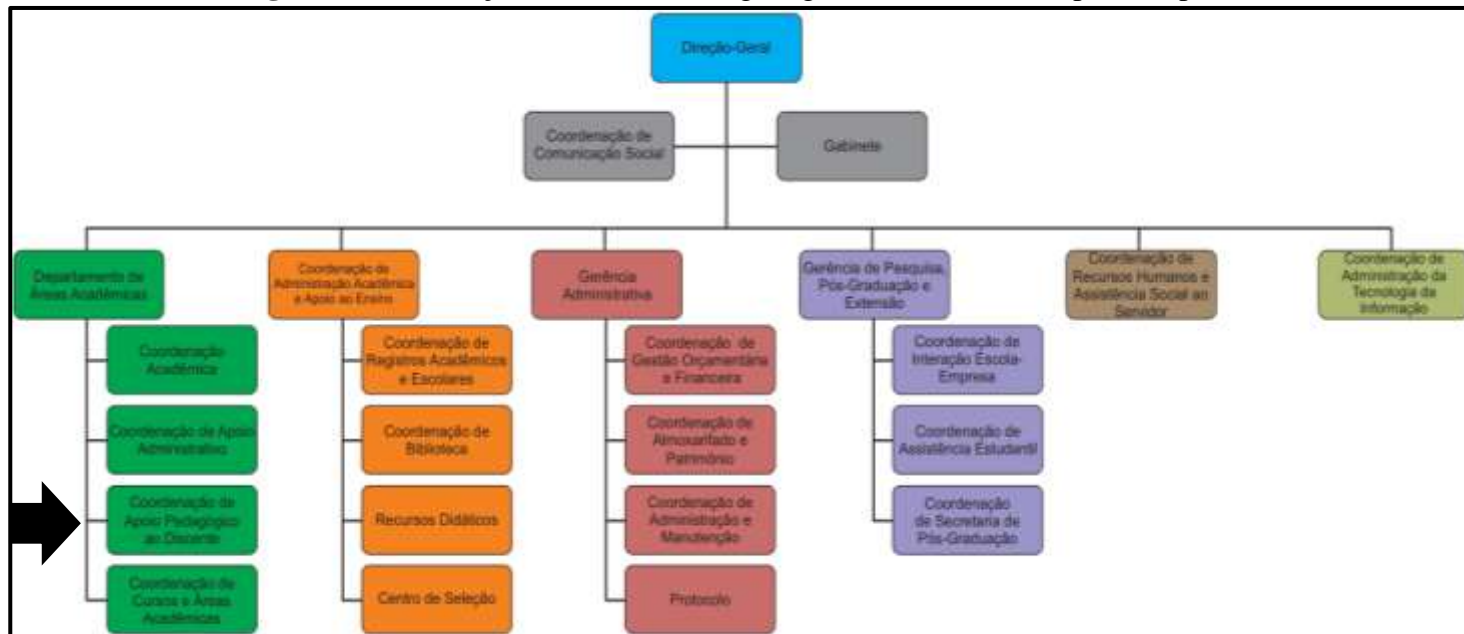 Direção-Geral
Coordenação de
Comunicação Social
Gabinete
Departamento de
Áreas Acadêmicas
Coordenação de
Administração Acadêmica
e Apoio ao Ensino
Gerência
Administrativa
Gerência de Pesquisa,
Pós-Graduação e
Extensão
Coordenação de
Recursos Humanos e
Assistência Social ao
Servidor
Coordenação de
Administração da
Tecnologia da
Informação
Coordenação
Acadêmica
Coordenação de Apoio
Administrativo
Coordenação de
Apoio Pedagógico
ao Discente
Coordenação de
Cursos e Áreas
Acadêmicas
Coordenação de
Registros Acadêmicos
e Escolares
Coordenação de
Biblioteca
Recursos Didáticos
Centro de Seleção
Coordenação de
Gestão Orçamentária
e Financeira
Coordenação de
Almoxarifado e
Patrimônio
Coordenação de
Administração e
Manutenção
Protocolo
Coordenação de
Interação Escola-
Empresa
Coordenação de
Assistência Estudantil
Coordenação
de Secretaria de
Pós-Graduação